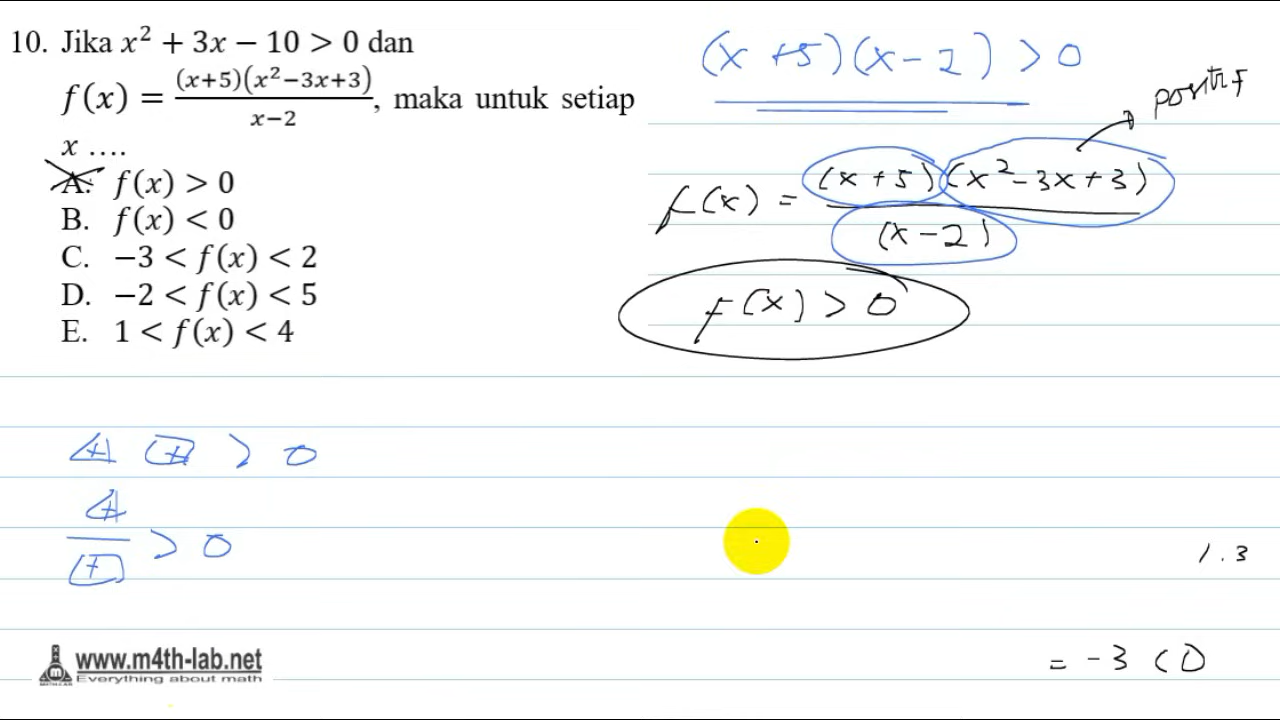 10. Jika x² + 3x − 10 > 0 dan
f(x) = (x+5)(x²−3x+3)/x−2, maka untuk setiap
x ….
A. f(x) > 0
B. f(x) < 0
C. −3 < f(x) < 2
D. −2 < f(x) < 5
E. 1 < f(x) < 4
(x + 5)(x − 2) > 0
positif
f(x) = (x + 5)(x² − 3x + 3)/(x − 2)
f(x) > 0
(+) (+) > 0
(+)/(+) > 0
1.3
= −3 < 0
www.m4th-lab.net
Everything about math